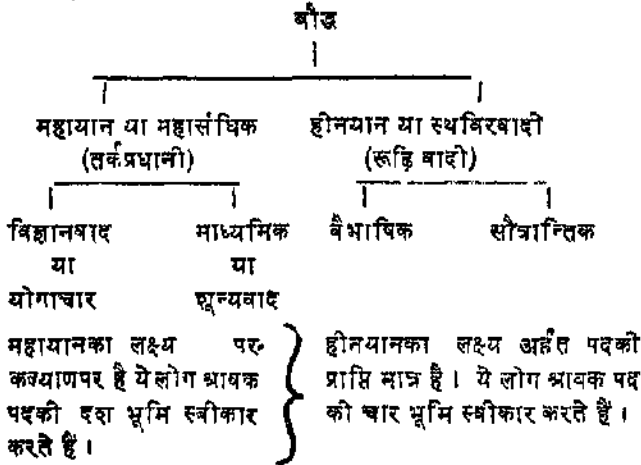 बौद्ध
महायान या महासंघिक हीनयान या स्थविरवादी
(तर्कप्रधानी) (रूढ़ि वादी)
विज्ञानवाद माध्यमिक वैभाषिक सौत्रान्तिक
या या
योगाचार शून्यवाद
महायानका लक्ष्य पर-
कल्याणपर है ये लोग श्रावक
पदकी दश भूमि स्वीकार
करते हैं ।
हीनयानका लक्ष्य अर्हत पदकी
प्राप्ति मात्र है । ये लोग श्रावक पद
की चार भूमि स्वीकार करते हैं ।